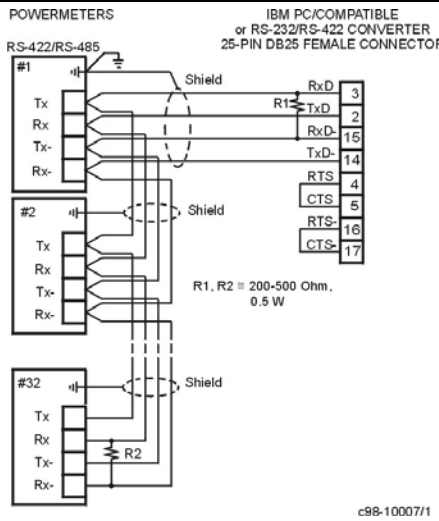 POWERMETERS
IBM PC/COMPATIBLE
or RS-232/RS-422 CONVERTER
25-PIN DB25 FEMALE CONNECTOR
RS-422/RS-485
#1
Shield
Tx
Rx
Tx-
Rx-
R1
RxD 3
TxD 2
RxD- 15
TxD- 14
RTS 4
CTS 5
RTS- 16
CTS- 17
#2
Shield
Tx
Rx
Tx-
Rx-
R1, R2 ≅ 200-500 Ohm,
0.5 W
#32
Shield
Tx
Rx
Tx-
Rx-
R2
c98-10007/1